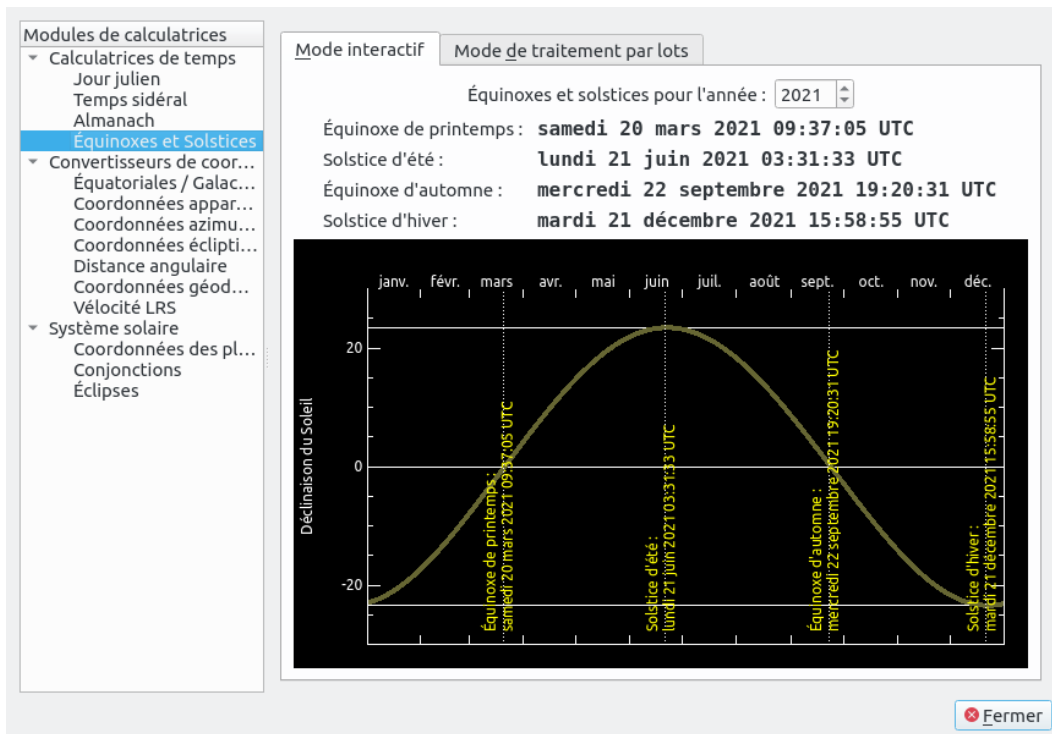 Modules de calculatrices
Calculatrices de temps
Jour julien
Temps sidéral
Almanach
Équinoxes et Solstices
Convertisseurs de coor...
Équatoriales / Galac...
Coordonnées appar...
Coordonnées azimu...
Coordonnées éclipti...
Distance angulaire
Coordonnées géod...
Vélocité LRS
Système solaire
Coordonnées des pl...
Conjonctions
Éclipses
Mode interactif
Mode de traitement par lots
Équinoxes et solstices pour l'année : 2021
Équinoxe de printemps : samedi 20 mars 2021 09:37:05 UTC
Solstice d'été : lundi 21 juin 2021 03:31:33 UTC
Équinoxe d'automne : mercredi 22 septembre 2021 19:20:31 UTC
Solstice d'hiver : mardi 21 décembre 2021 15:58:55 UTC
janv. févr. mars avr. mai juin juil. août sept. oct. nov. déc.
20
0
-20
Déclinaison du Soleil
Équinoxe de printemps :
samedi 20 mars 2021 09:37:05 UTC
Solstice d'été :
lundi 21 juin 2021 03:31:33 UTC
Équinoxe d'automne :
mercredi 22 septembre 2021 19:20:31 UTC
Solstice d'hiver :
mardi 21 décembre 2021 15:58:55 UTC
Fermer